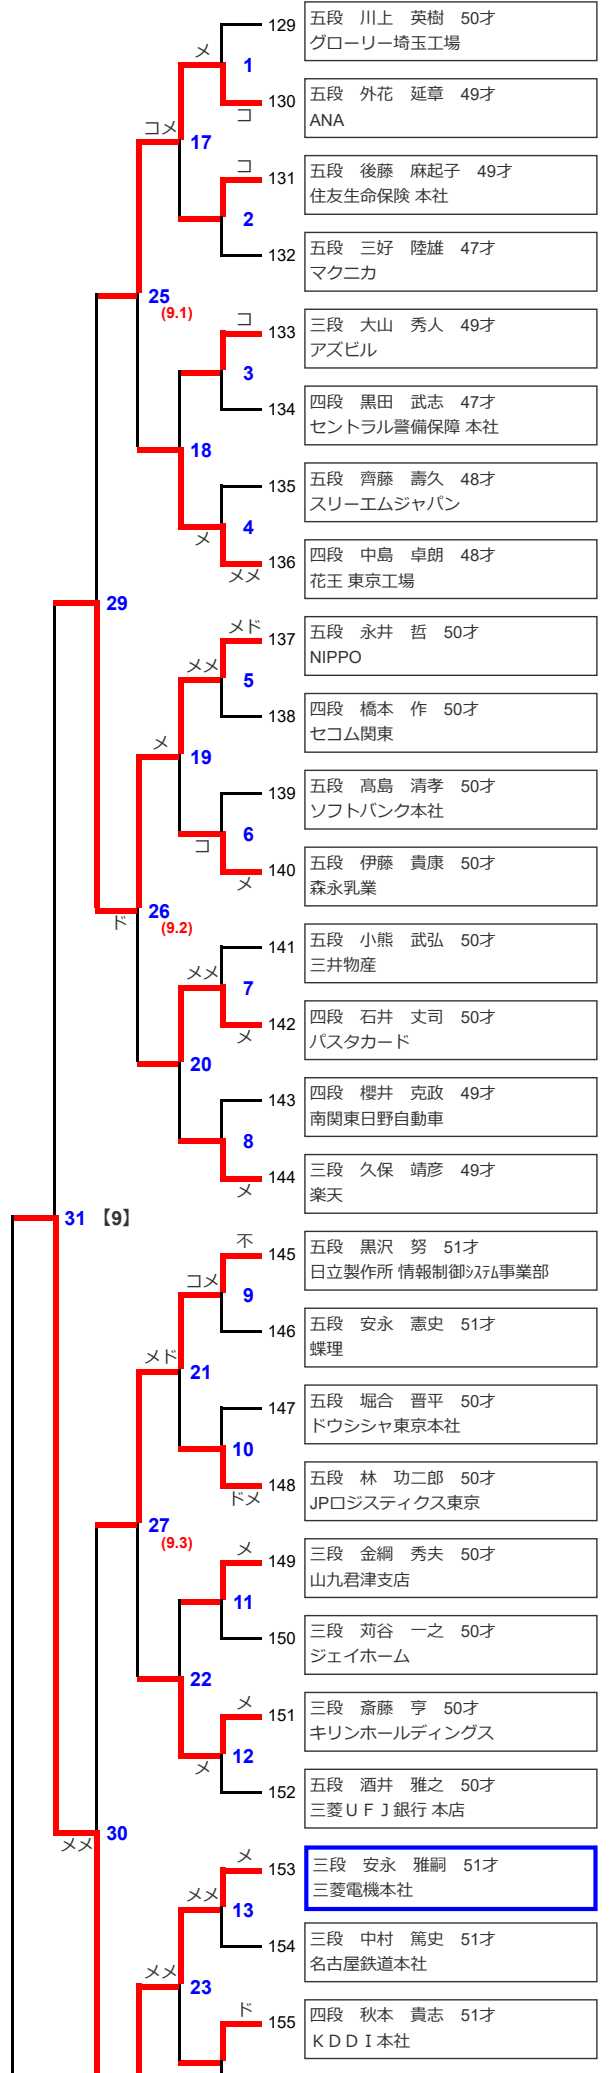 129 五段 川上 英樹 50才
グローリー埼玉工場
メ
1
130 五段 外花 延章 49才
ANA
コ
コメ
17
コ
131 五段 後藤 麻起子 49才
住友生命保険 本社
2
132 五段 三好 陸雄 47才
マクニカ
25
(9.1)
コ
133 三段 大山 秀人 49才
アズビル
3
134 四段 黒田 武志 47才
セントラル警備保障 本社
18
135 五段 齊藤 壽久 48才
スリーエムジャパン
4
メ
136 四段 中島 卓朗 48才
花王 東京工場
メメ
29
メド
137 五段 永井 哲 50才
NIPPO
メメ
5
138 四段 橋本 作 50才
セコム関東
メ
19
139 五段 髙島 清孝 50才
ソフトバンク本社
6
コ
140 五段 伊藤 貴康 50才
森永乳業
メ
26
(9.2)
ド
141 五段 小熊 武弘 50才
三井物産
メメ
7
142 四段 石井 丈司 50才
パスタカード
メ
20
143 四段 櫻井 克政 49才
南関東日野自動車
8
144 三段 久保 靖彦 49才
楽天
メ
31 【9】
不
145 五段 黒沢 努 51才
日立製作所 情報制御ｼｽﾃﾑ事業部
コメ
9
146 五段 安永 憲史 51才
蝶理
メド
21
147 五段 堀合 晋平 50才
ドウシシャ東京本社
10
148 五段 林 功二郎 50才
JPロジスティクス東京
ドメ
27
(9.3)
メ
149 三段 金綱 秀夫 50才
山九君津支店
11
150 三段 苅谷 一之 50才
ジェイホーム
22
メ
151 三段 斎藤 亨 50才
キリンホールディングス
12
メ
152 五段 酒井 雅之 50才
三菱ＵＦＪ銀行 本店
30
メメ
メ
153 三段 安永 雅嗣 51才
三菱電機本社
メメ
13
154 三段 中村 篤史 51才
名古屋鉄道本社
メメ
23
ド
155 四段 秋本 貴志 51才
ＫＤＤＩ本社